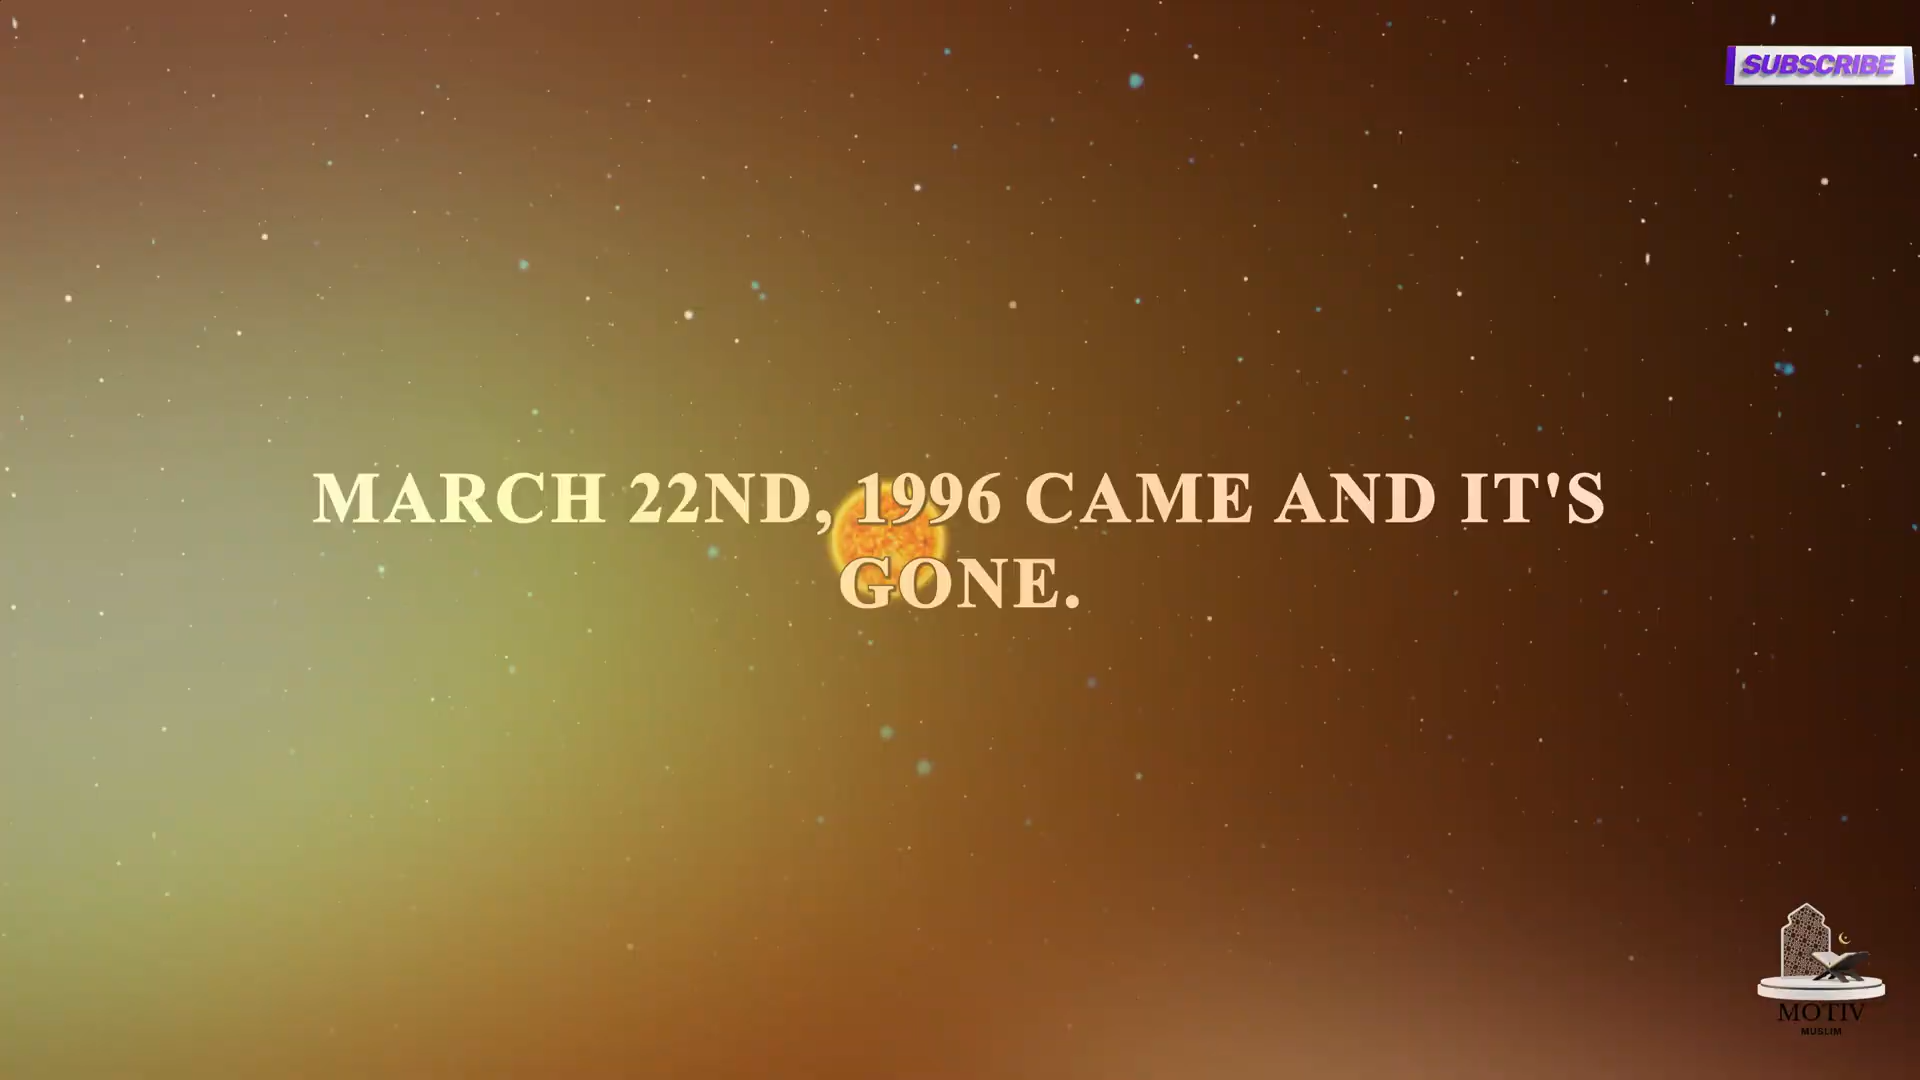 SUBSCRIBE
MARCH 22ND, 1996 CAME AND IT'S
GONE.
MOTIV
MUSLIM